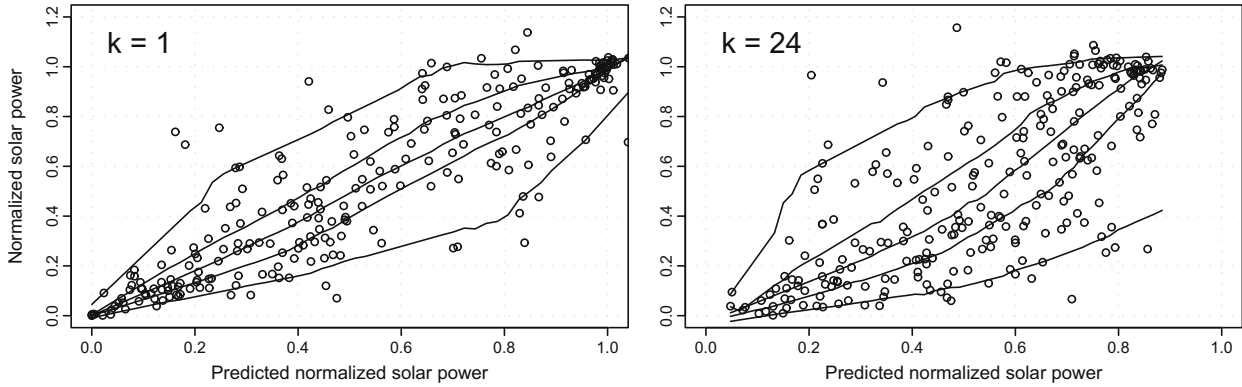 k = 1
k = 24
Normalized solar power
0.0 0.2 0.4 0.6 0.8 1.0 1.2
0.0 0.2 0.4 0.6 0.8 1.0 1.2
0.0 0.2 0.4 0.6 0.8 1.0
0.0 0.2 0.4 0.6 0.8 1.0
Predicted normalized solar power
Predicted normalized solar power